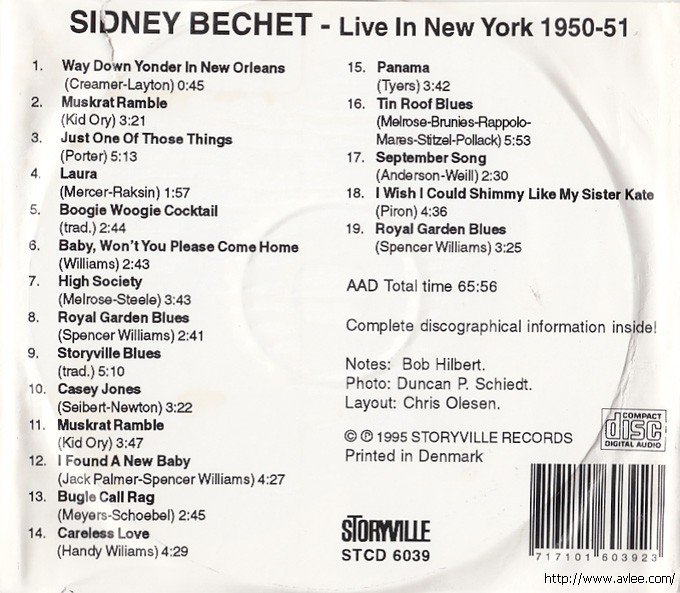 SIDNEY BECHET - Live In New York 1950-51
1. Way Down Yonder In New Orleans
(Creamer-Layton) 0:45
2. Muskrat Ramble
(Kid Ory) 3:21
3. Just One Of Those Things
(Porter) 5:13
4. Laura
(Mercer-Raksin) 1:57
5. Boogie Woogie Cocktail
(trad.) 2:44
6. Baby, Won't You Please Come Home
(Williams) 2:43
7. High Society
(Melrose-Steele) 3:43
8. Royal Garden Blues
(Spencer Williams) 2:41
9. Storyville Blues
(trad.) 5:10
10. Casey Jones
(Seibert-Newton) 3:22
11. Muskrat Ramble
(Kid Ory) 3:47
12. I Found A New Baby
(Jack Palmer-Spencer Williams) 4:27
13. Bugle Call Rag
(Meyers-Schoebel) 2:45
14. Careless Love
(Handy Wiliams) 4:29
15. Panama
(Tyers) 3:42
16. Tin Roof Blues
(Melrose-Brunies-Rappolo-
Mares-Stitzel-Pollack) 5:53
17. September Song
(Anderson-Weill) 2:30
18. I Wish I Could Shimmy Like My Sister Kate
(Piron) 4:36
19. Royal Garden Blues
(Spencer Williams) 3:25
AAD Total time 65:56
Complete discographical information inside!
Notes: Bob Hilbert.
Photo: Duncan P. Schiedt.
Layout: Chris Olesen.
© ℗ 1995 STORYVILLE RECORDS
Printed in Denmark
COMPACT
disc
DIGITAL AUDIO
STORYVILLE
STCD 6039
717101 603923
http://www.avlee.com/